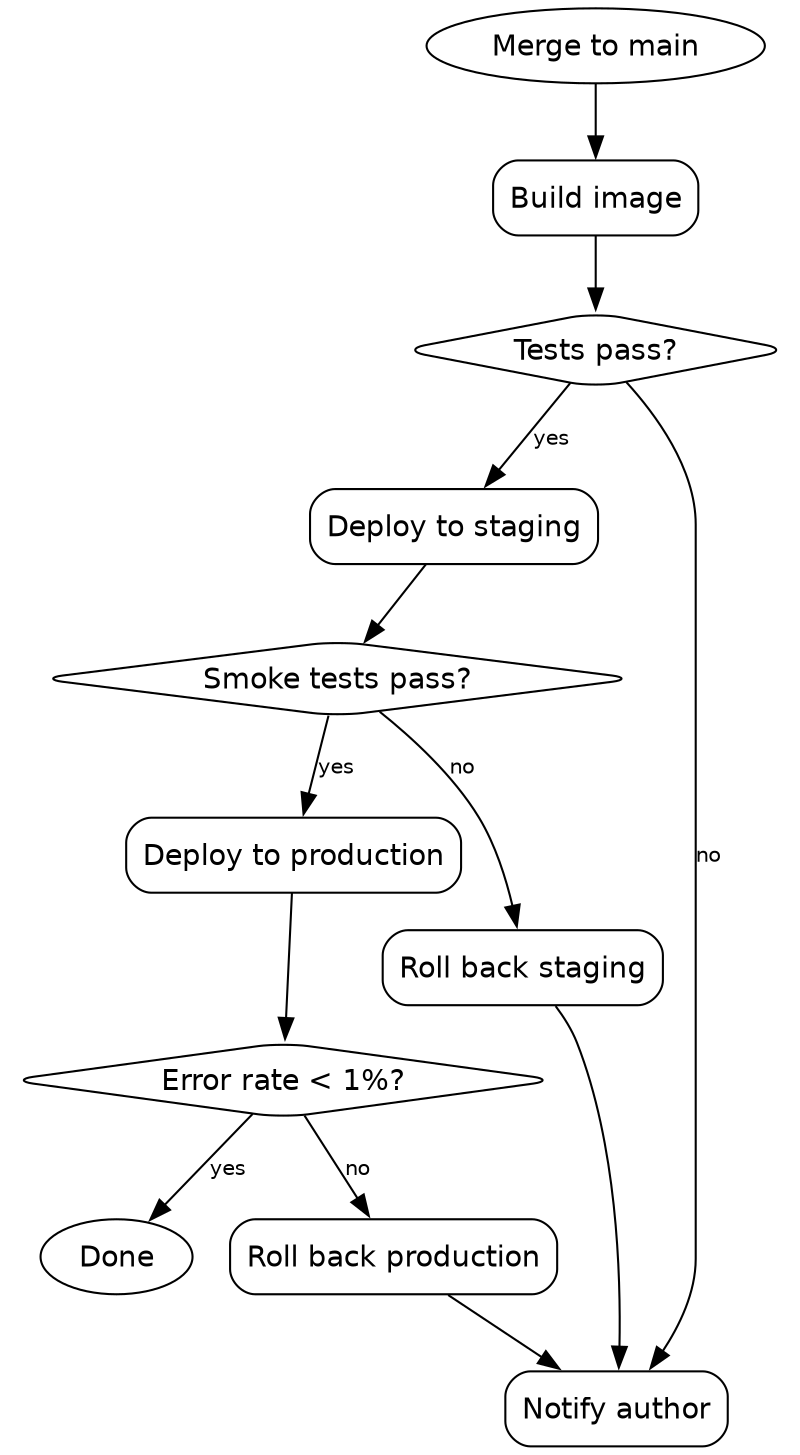 Merge to main
Build image
Tests pass?
yes
Deploy to staging
Smoke tests pass?
yes
no
Deploy to production
no
Roll back staging
Error rate < 1%?
yes
no
Done
Roll back production
Notify author